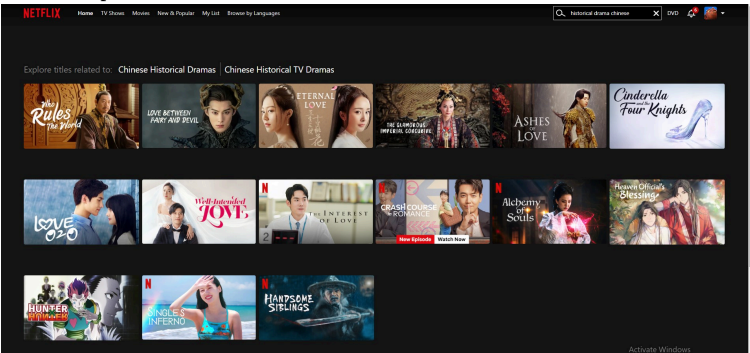 NETFLIX Home TV Shows Movies New & Popular My List Browse by Languages historical drama chinese X DVD
Explore titles related to: Chinese Historical Dramas | Chinese Historical TV Dramas
Who Rules The World
LOVE BETWEEN FAIRY AND DEVIL
ETERNAL LOVE
THE GLAMOROUS IMPERIAL CONCUBINE
ASHES OF LOVE
Cinderella and the Four Knights
LOVE O2O
Well-Intended LOVE
N
2
THE INTEREST OF LOVE
N
CRASH COURSE IN ROMANCE
New Episode Watch Now
N
Alchemy of Souls
Heaven Official's Blessing
HUNTER HUNTER
N
SINGLE'S INFERNO
N
HANDSOME SIBLINGS
Activate Windows